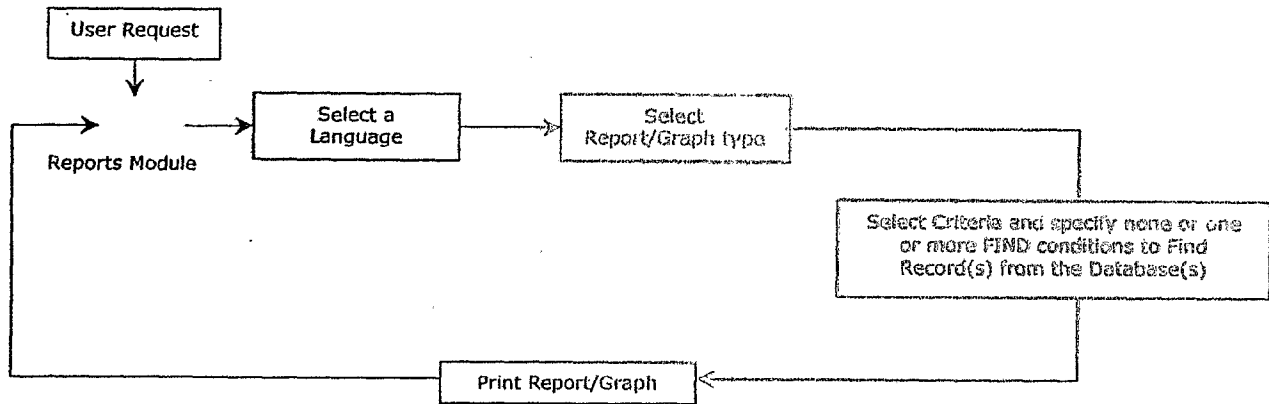 User Request
Reports Module
Select a
Language
Select
Report/Graph type
Select Criteria and specify none or one
or more FIND conditions to Find
Record(s) from the Database(s)
Print Report/Graph